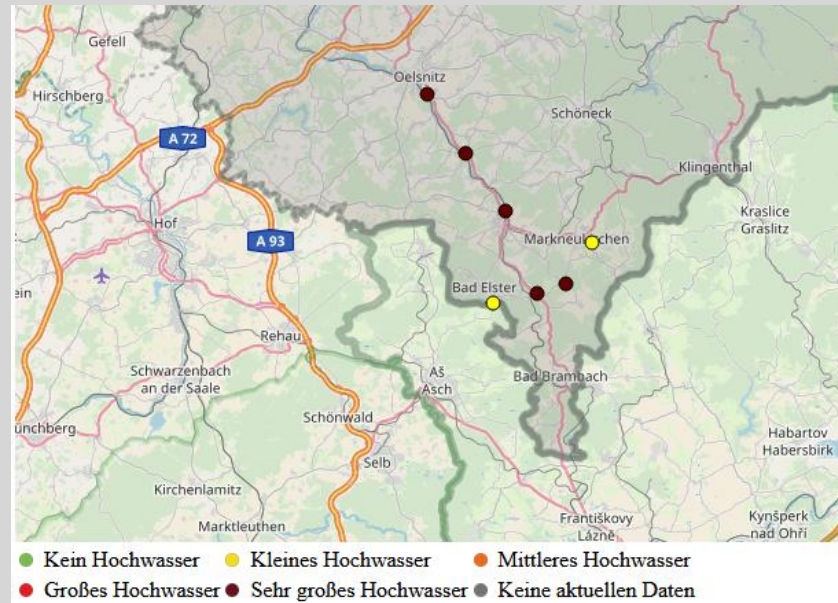 Gefell
Oelsnitz
Hirschberg
Schöneck
A 72
Klingenthal
Kraslice
Graslitz
Hof
Markneukirchen
A 93
ein
Bad Elster
Rehau
Schwarzenbach
an der Saale
Aš
Asch
Bad Brambach
Schönwald
ünchberg
Habartov
Habersbirk
Selb
Kirchenlamitz
Františkovy
Lázně
Kynšperk
nad Ohří
Marktleuthen
Kein Hochwasser Kleines Hochwasser Mittleres Hochwasser
Großes Hochwasser Sehr großes Hochwasser Keine aktuellen Daten